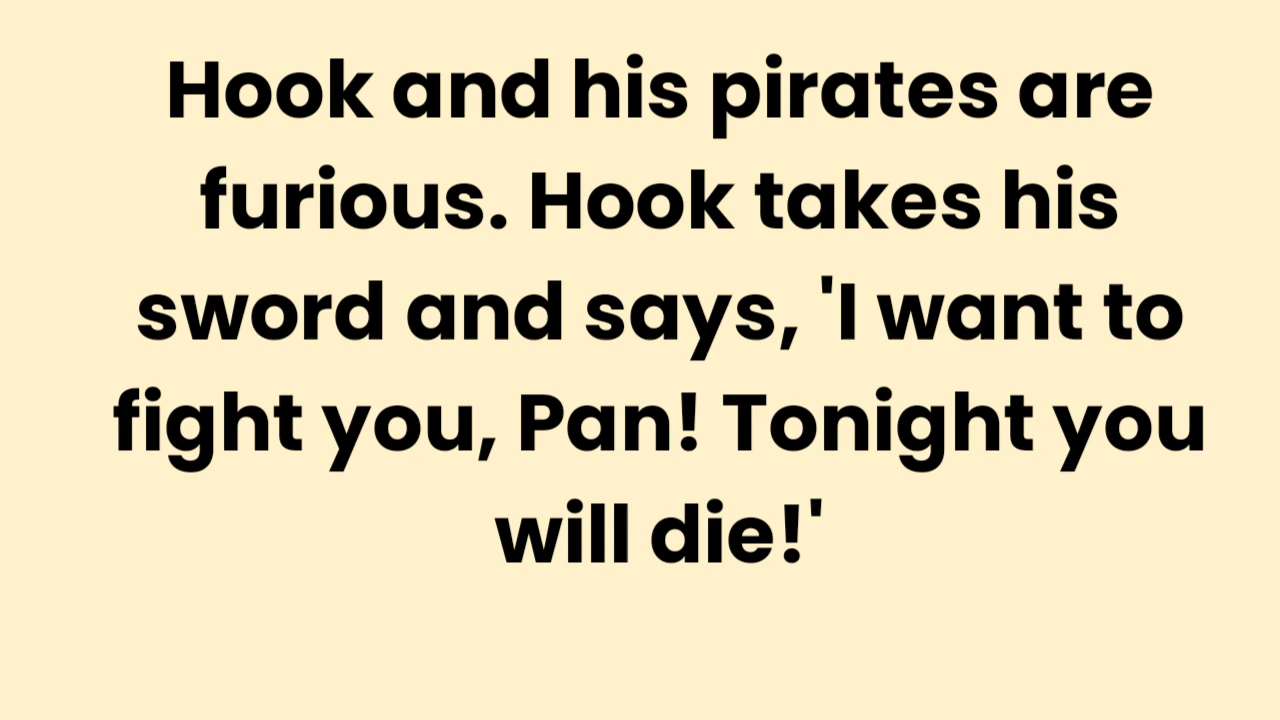 Hook and his pirates are
furious. Hook takes his
sword and says, 'I want to
fight you, Pan! Tonight you
will die!'